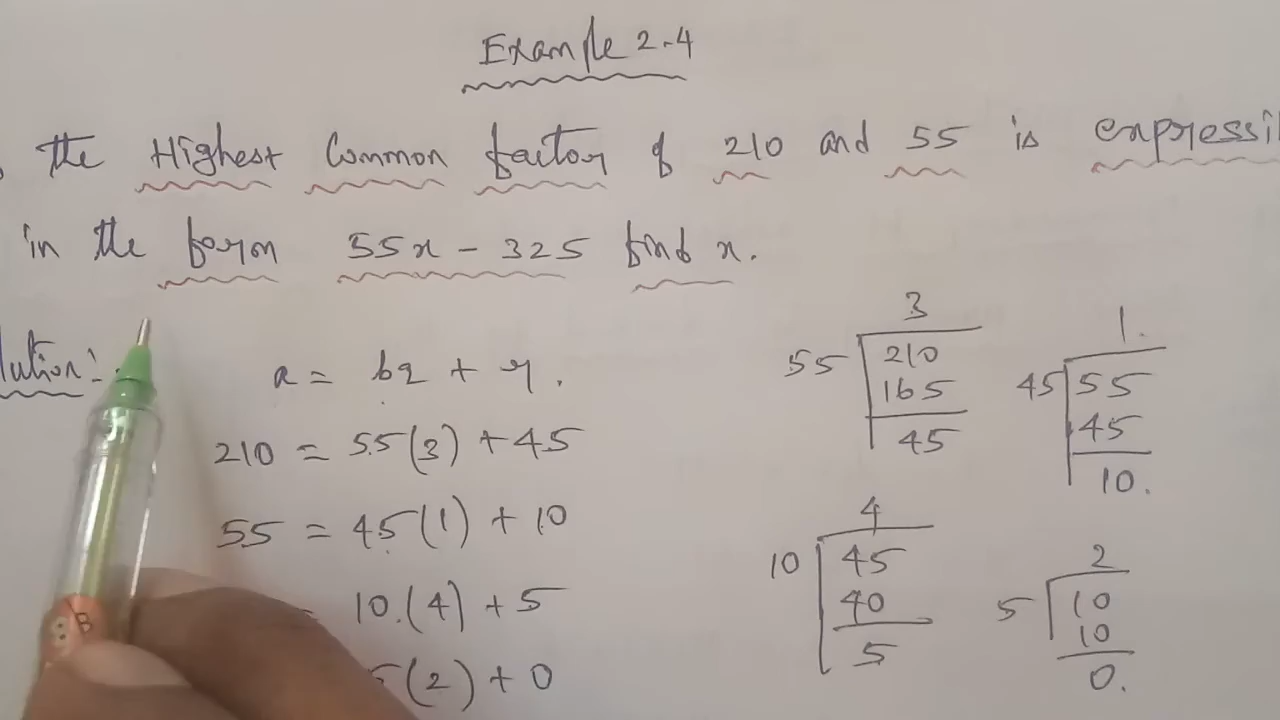 Example 2.4
the Highest Common factor of 210 and 55 is expressi
in the form 55x - 325 find x.
lution:-
a = bq + r.
210 = 55(3) + 45
55 = 45(1) + 10
= 10.(4) + 5
5(2) + 0
3
55 210
165
45
1.
45 55
45
10.
4
10 45
40
5
2
5 10
10
0.